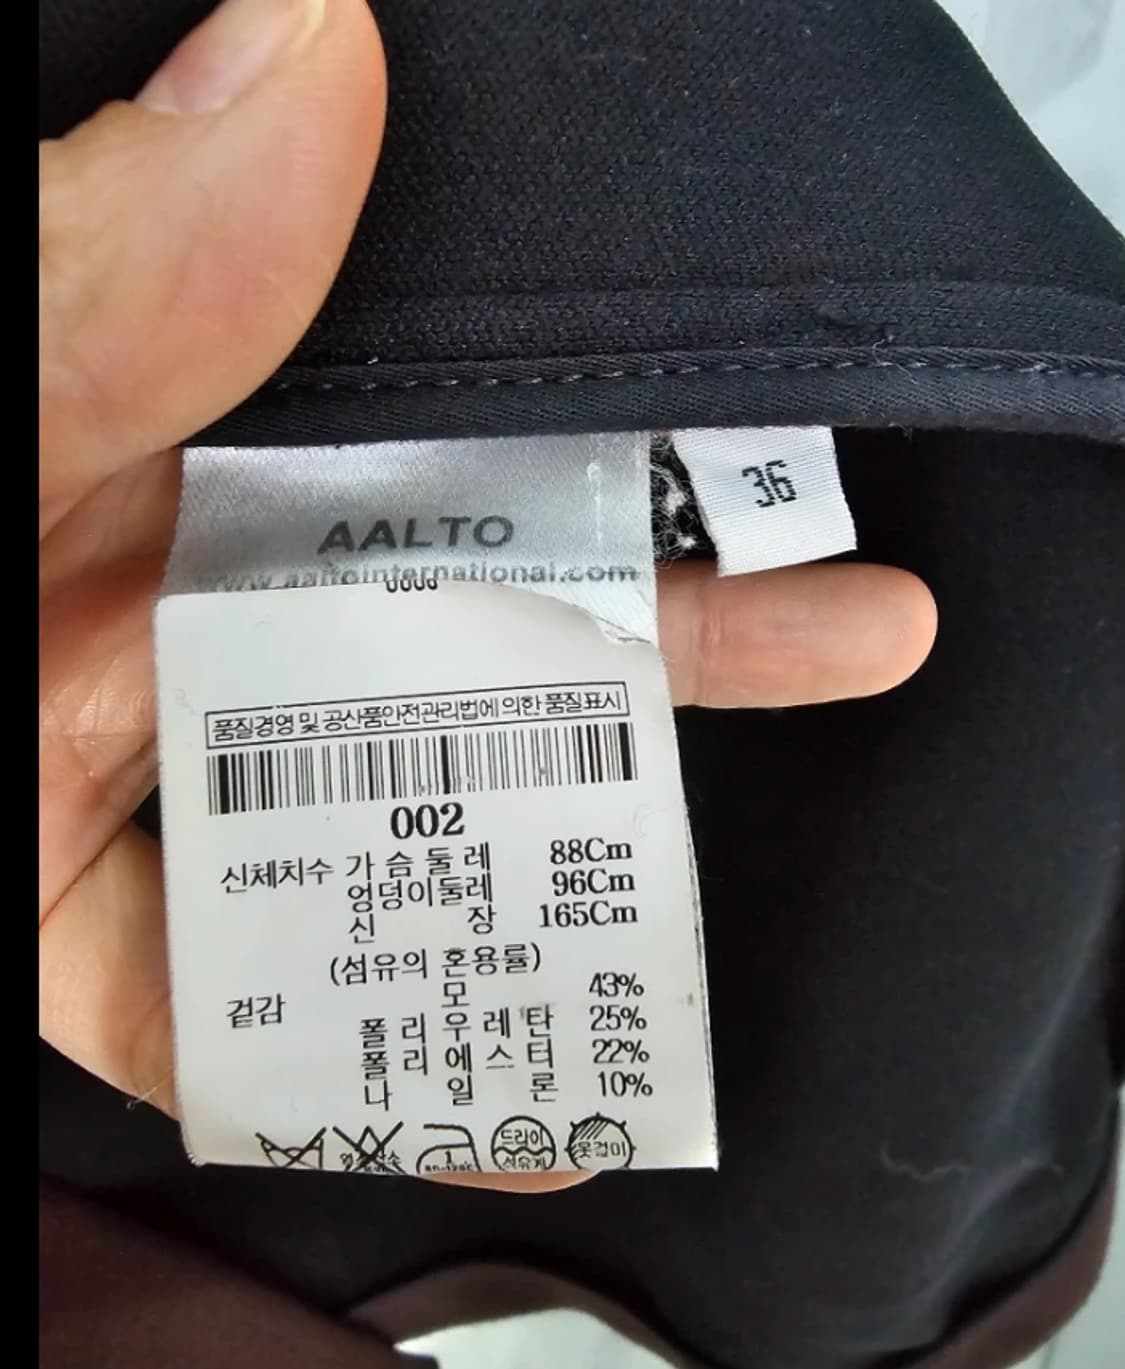 36
AALTO
www.aaltointernational.com
품질경영 및 공산품안전관리법에 의한 품질표시
002
신체치수 가슴둘레 88Cm
엉덩이둘레 96Cm
신장 165Cm
(섬유의 혼용률)
겉감 모 43%
폴리우레탄 25%
폴리에스터 22%
나일론 10%
드라이
석유계
옷걸이